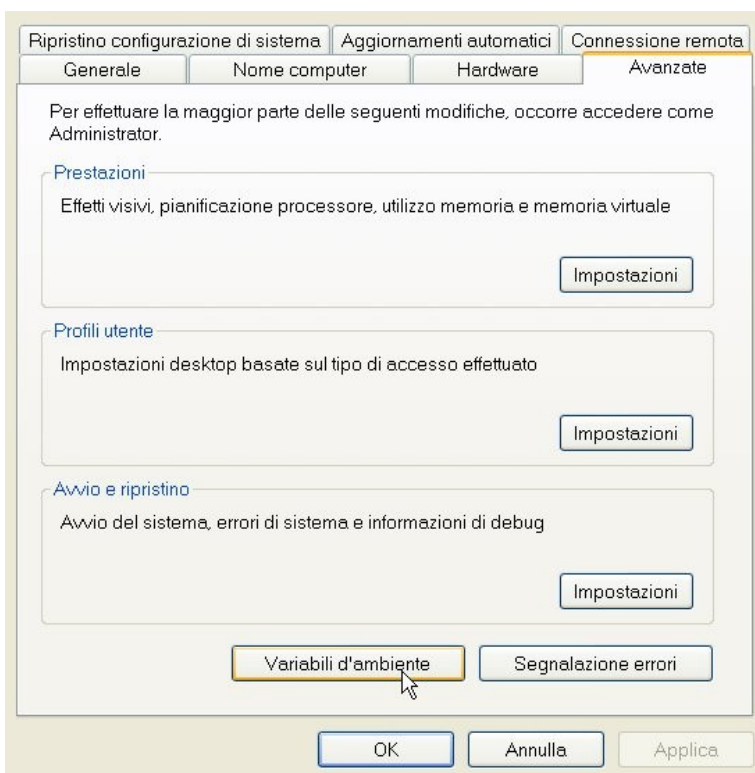 Ripristino configurazione di sistema Aggiornamenti automatici Connessione remota
Generale Nome computer Hardware Avanzate
Per effettuare la maggior parte delle seguenti modifiche, occorre accedere come
Administrator.
Prestazioni
Effetti visivi, pianificazione processore, utilizzo memoria e memoria virtuale
Impostazioni
Profili utente
Impostazioni desktop basate sul tipo di accesso effettuato
Impostazioni
Avvio e ripristino
Avvio del sistema, errori di sistema e informazioni di debug
Impostazioni
Variabili d'ambiente Segnalazione errori
OK Annulla Applica